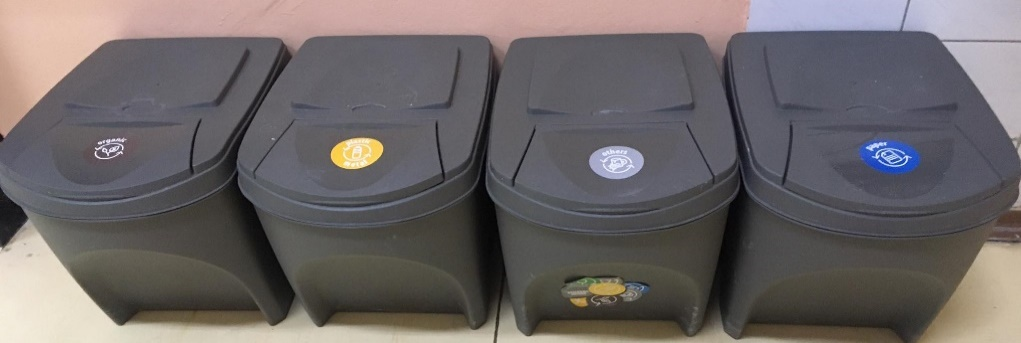 organic
plastic
metal
others
paper